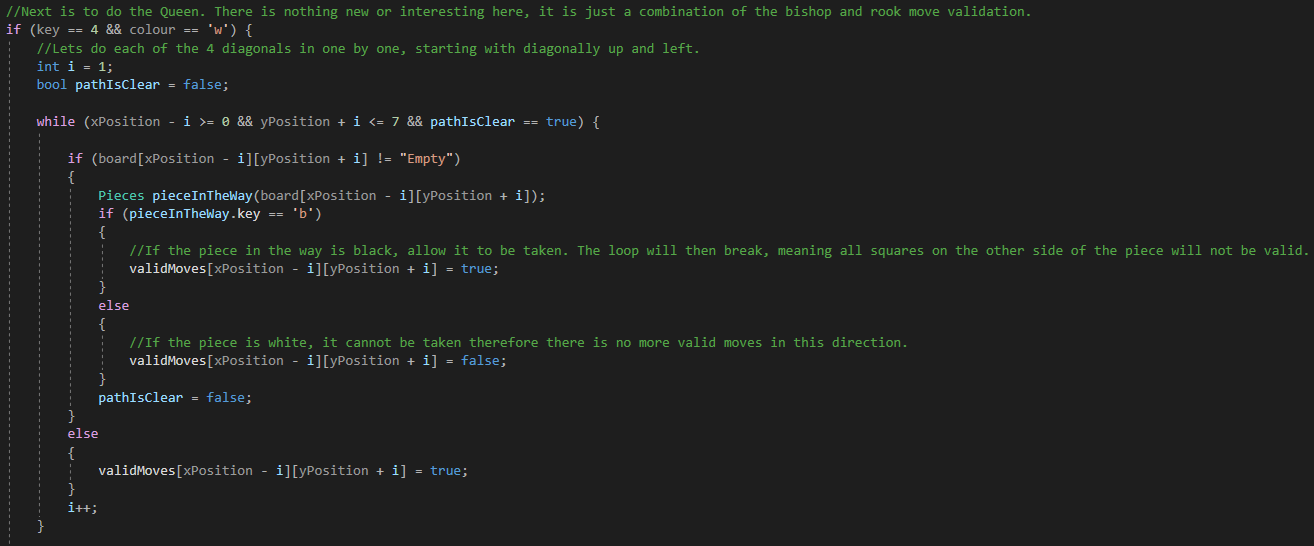 //Next is to do the Queen. There is nothing new or interesting here, it is just a combination of the bishop and rook move validation.
if (key == 4 && colour == 'w') {
    //Lets do each of the 4 diagonals in one by one, starting with diagonally up and left.
    int i = 1;
    bool pathIsClear = false;

    while (xPosition - i >= 0 && yPosition + i <= 7 && pathIsClear == true) {

        if (board[xPosition - i][yPosition + i] != "Empty")
        {
            Pieces pieceInTheWay(board[xPosition - i][yPosition + i]);
            if (pieceInTheWay.key == 'b')
            {
                //If the piece in the way is black, allow it to be taken. The loop will then break, meaning all squares on the other side of the piece will not be valid.
                validMoves[xPosition - i][yPosition + i] = true;
            }
            else
            {
                //If the piece is white, it cannot be taken therefore there is no more valid moves in this direction.
                validMoves[xPosition - i][yPosition + i] = false;
            }
            pathIsClear = false;
        }
        else
        {
            validMoves[xPosition - i][yPosition + i] = true;
        }
        i++;
    }